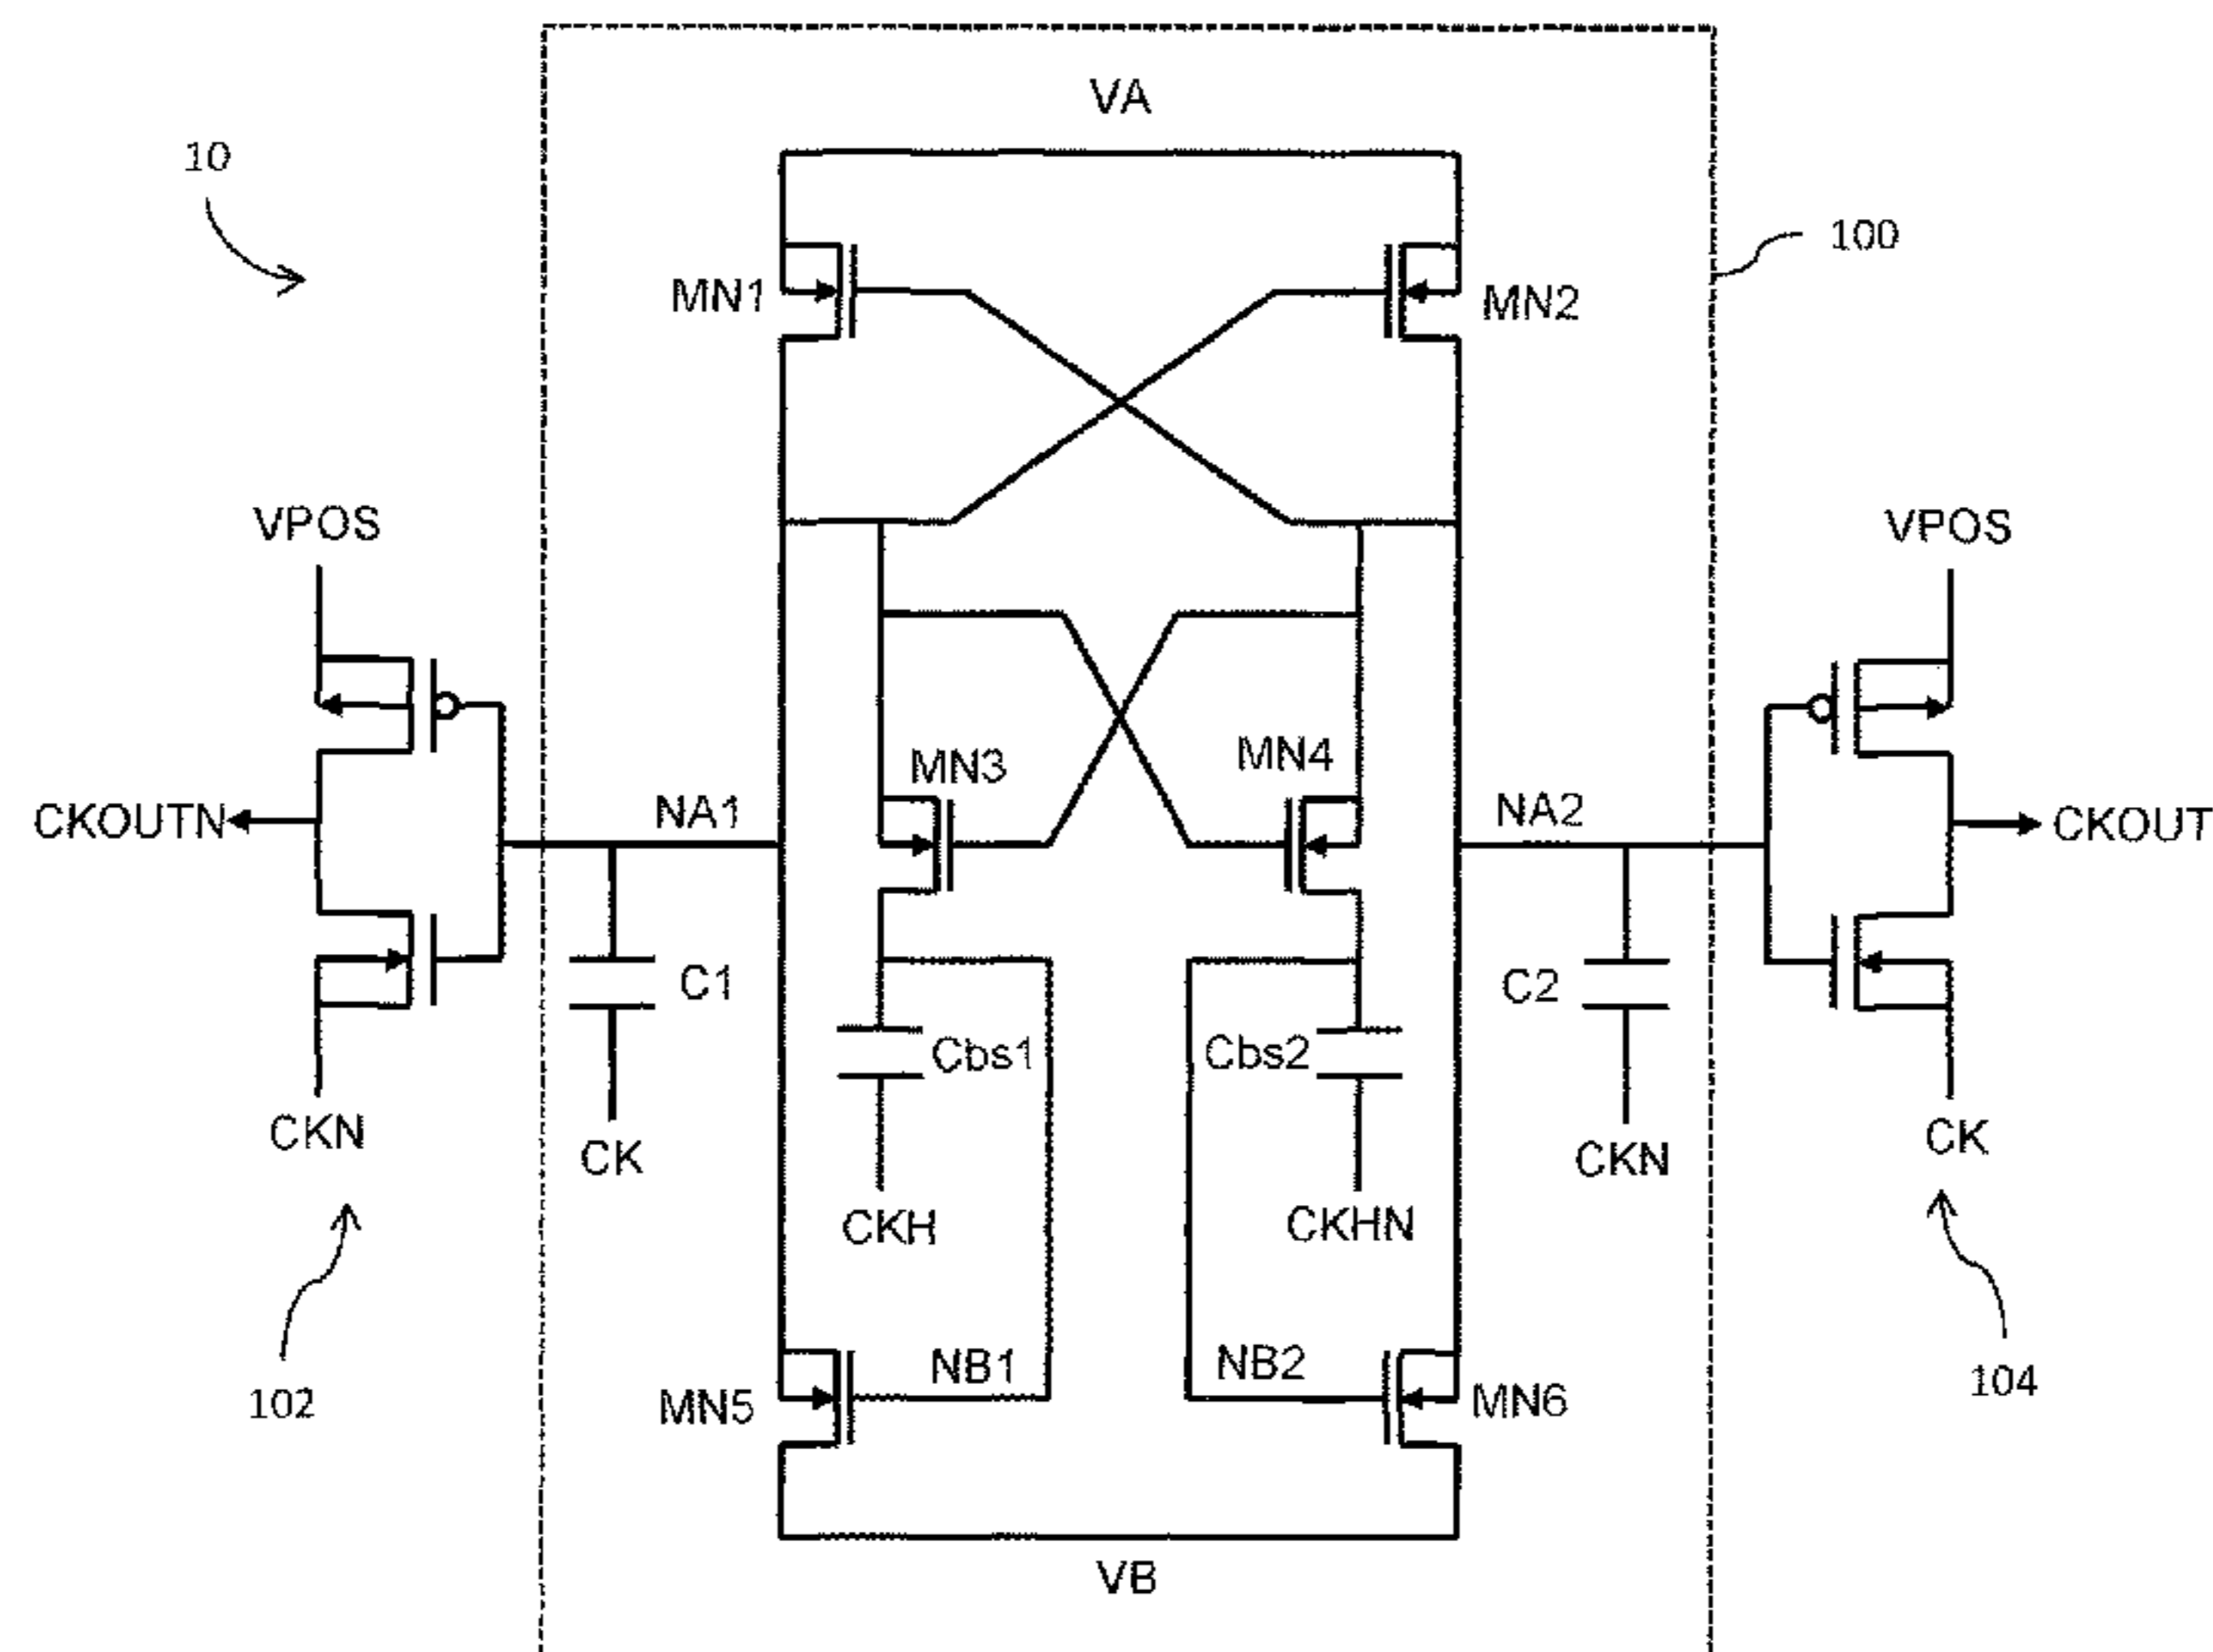 VA
10
100
MN1
MN2
VPOS
VPOS
MN3
MN4
CKOUTN
NA1
NA2
CKOUT
C1
C2
Cbs1
Cbs2
CKN
CK
CKN
CK
CKH
CKHN
102
MN5
NB1
NB2
MN6
104
VB